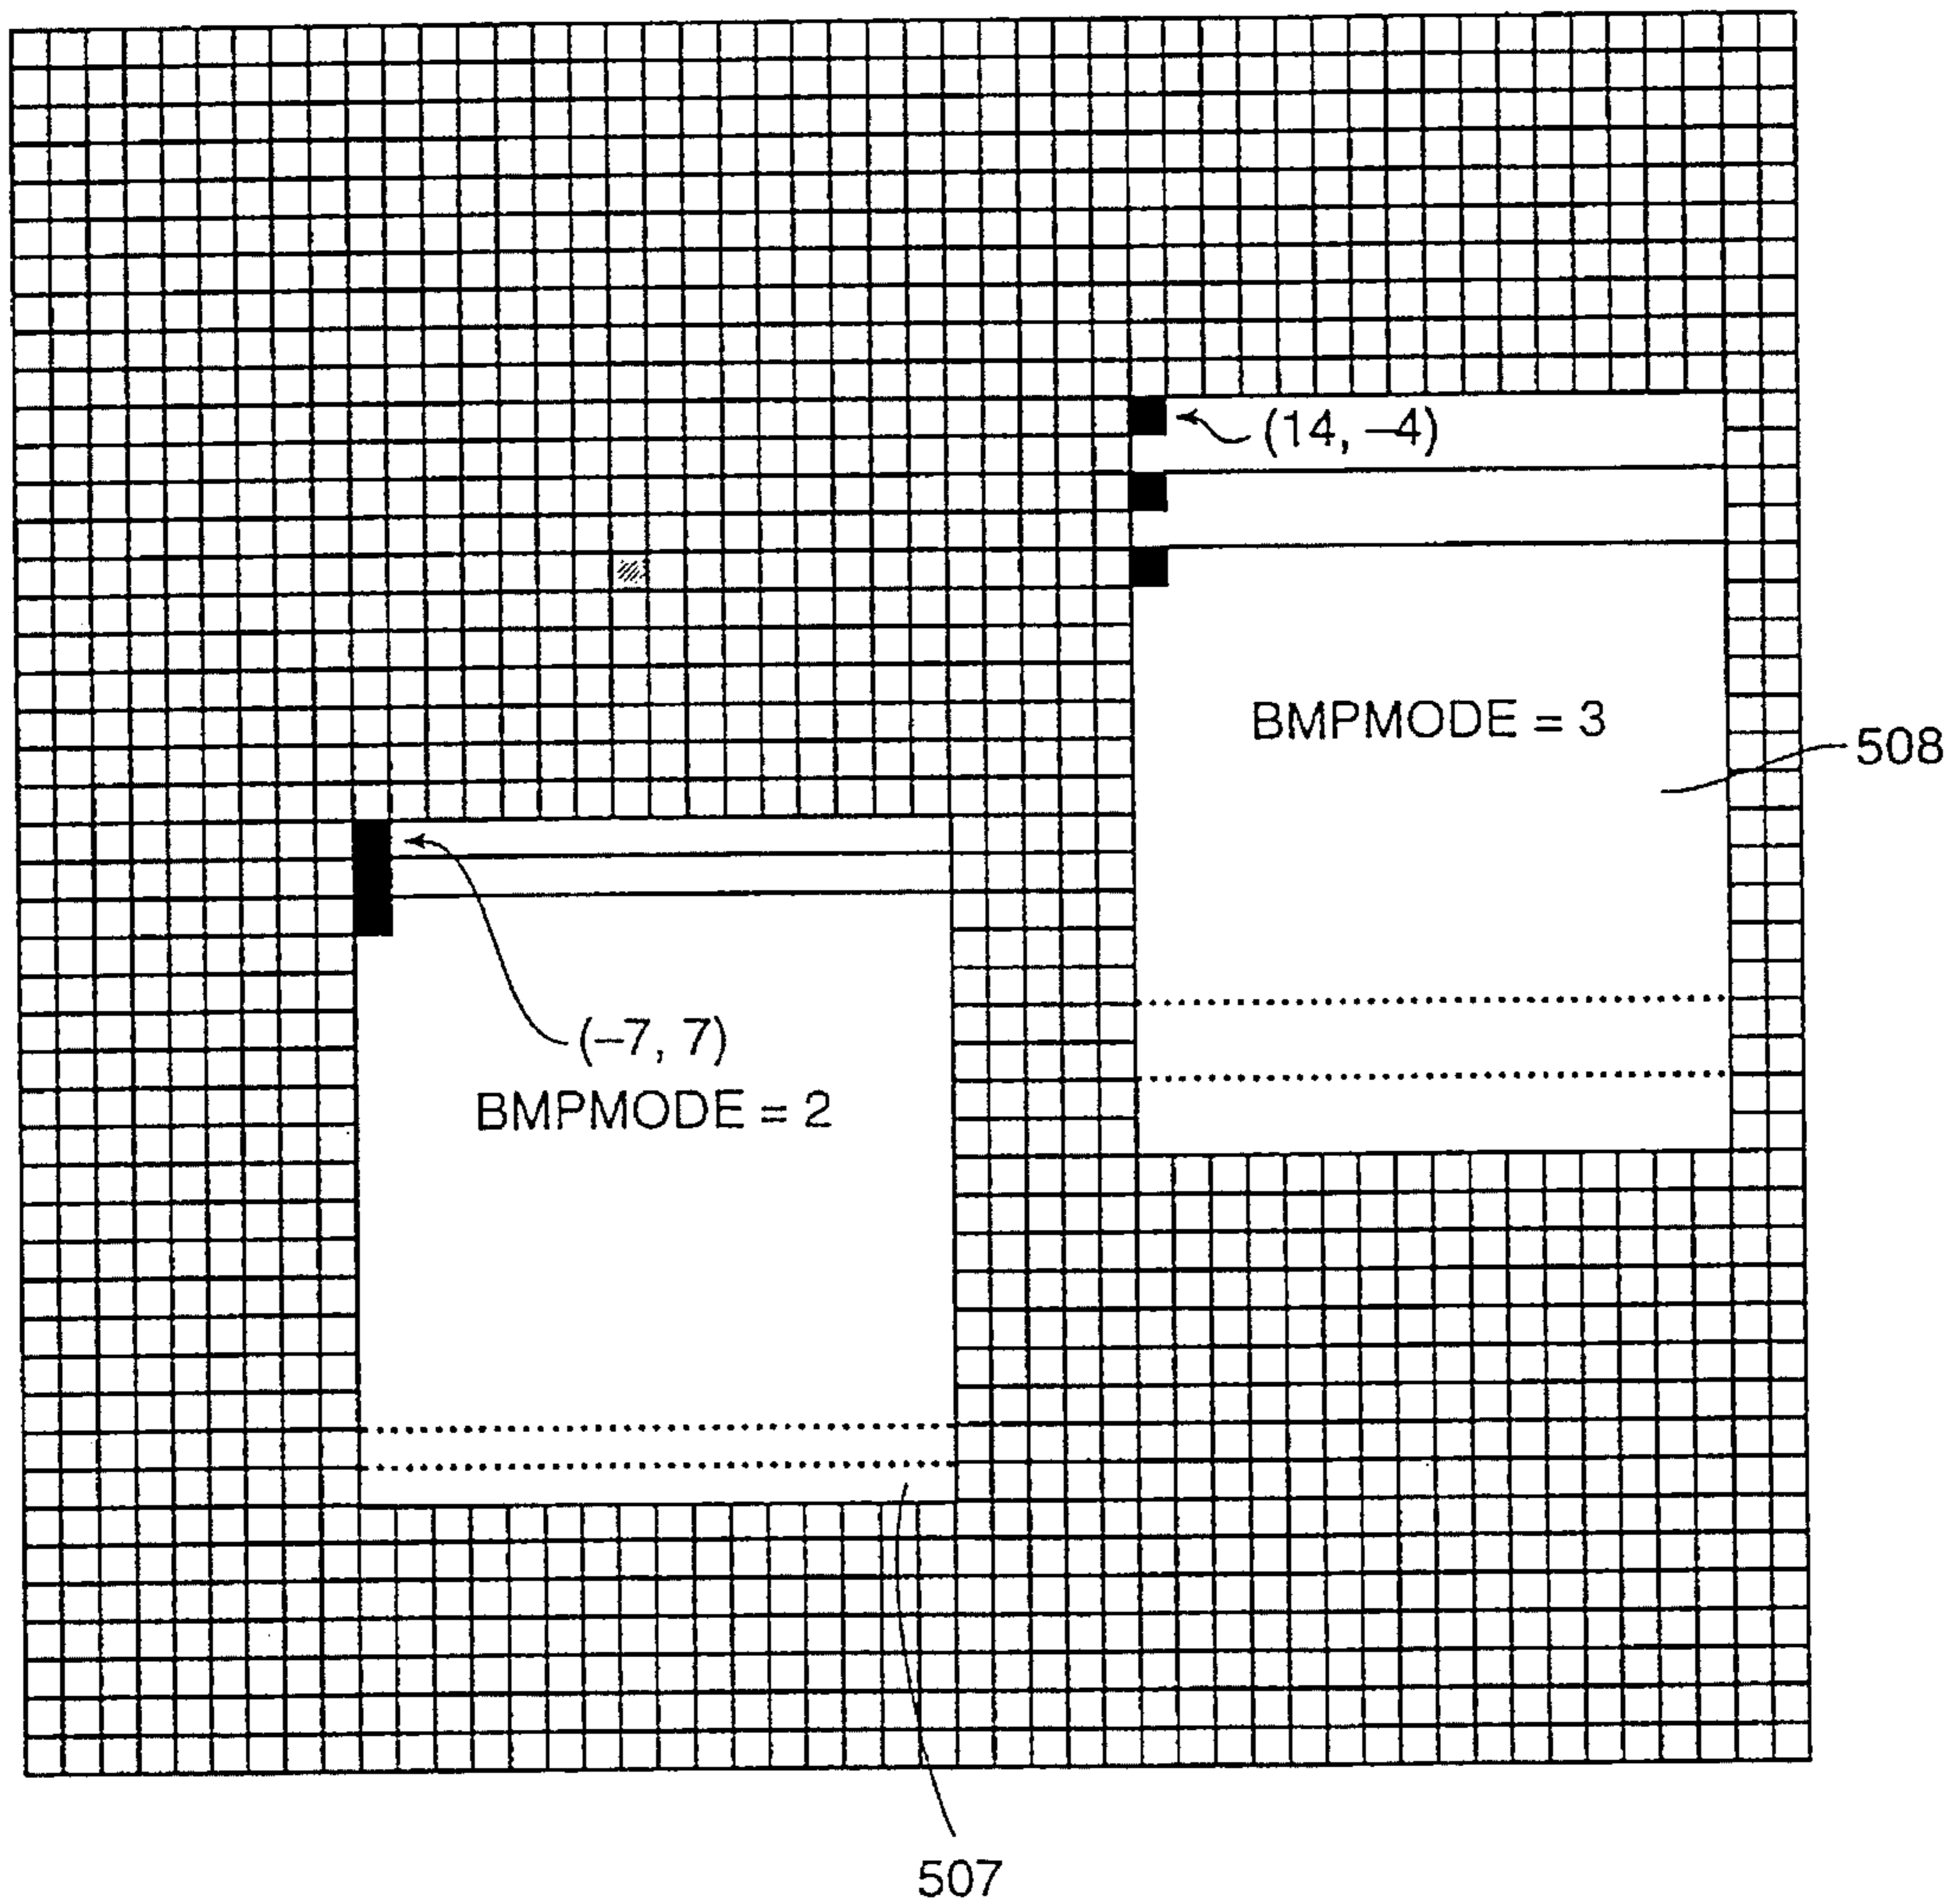 (14, –4)
BMPMODE = 3
508
(–7, 7)
BMPMODE = 2
507